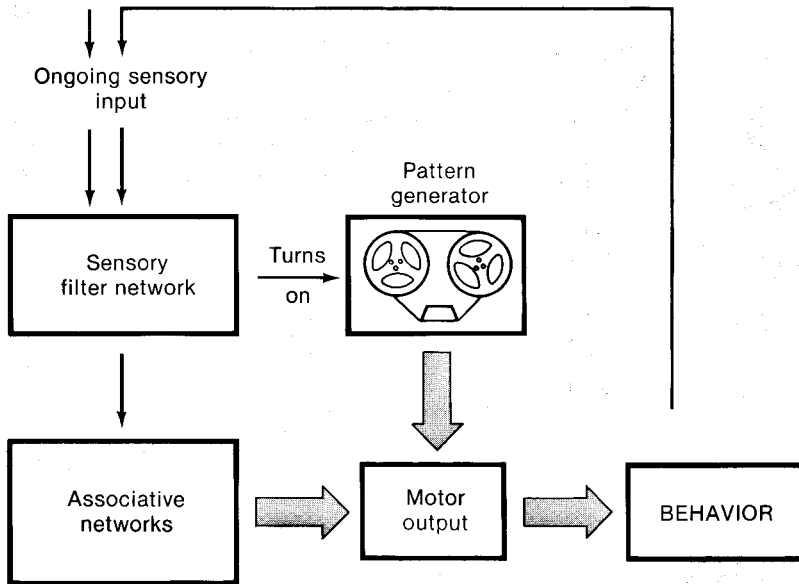 Ongoing sensory
input
Pattern
generator
Sensory
filter network
Turns
on
Associative
networks
Motor
output
BEHAVIOR